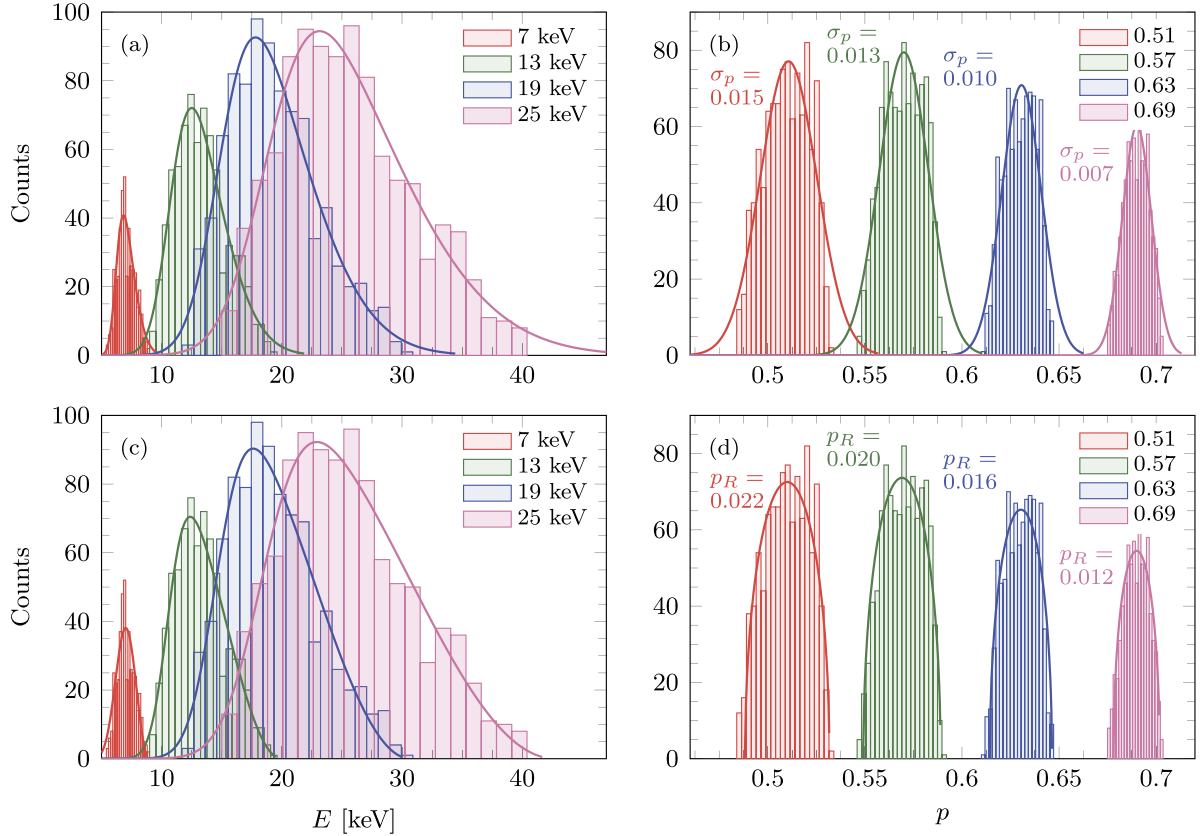 (a)
7 keV
13 keV
19 keV
25 keV
Counts
100
80
60
40
20
0
10
20
30
40
(b)
σp =
0.015
σp =
0.013
σp =
0.010
σp =
0.007
0.51
0.57
0.63
0.69
80
60
40
20
0
0.5
0.55
0.6
0.65
0.7
(c)
7 keV
13 keV
19 keV
25 keV
Counts
100
80
60
40
20
0
10
20
30
40
E [keV]
(d)
pR =
0.022
pR =
0.020
pR =
0.016
pR =
0.012
0.51
0.57
0.63
0.69
80
60
40
20
0
0.5
0.55
0.6
0.65
0.7
p